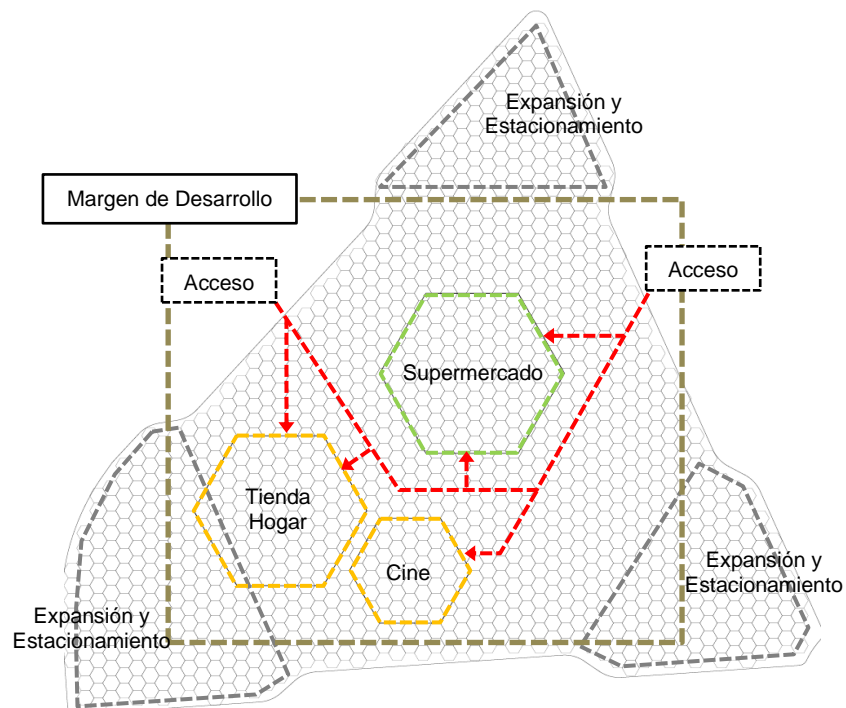 Expansión y
Estacionamiento
Margen de Desarrollo
Acceso
Acceso
Supermercado
Tienda
Hogar
Cine
Expansión y
Estacionamiento
Expansión y
Estacionamiento